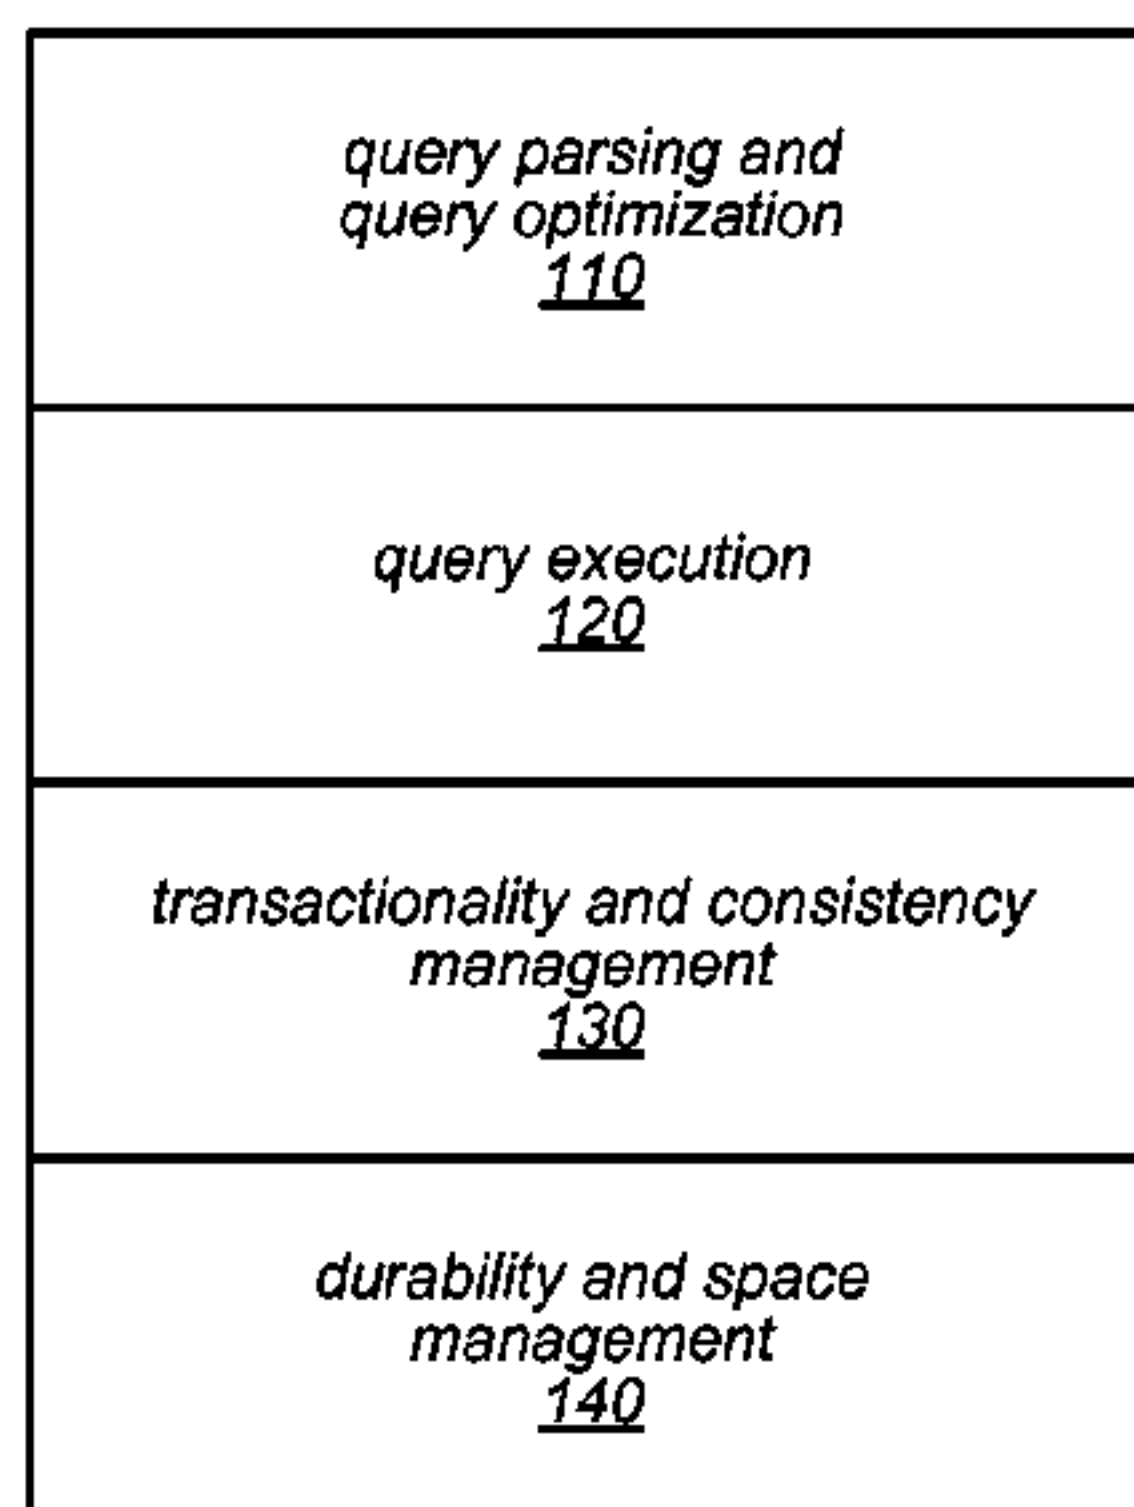 query parsing and
query optimization
110
query execution
120
transactionality and consistency
management
130
durability and space
management
140